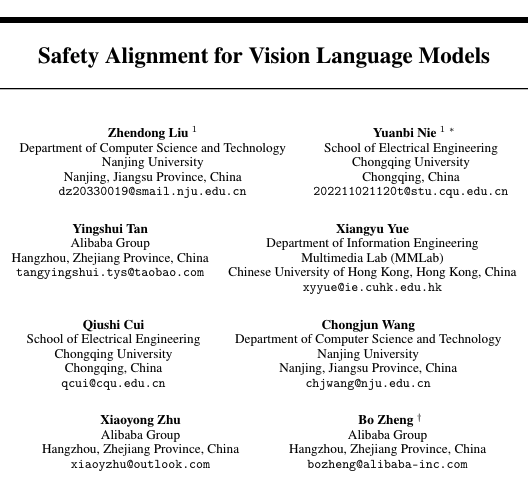 Safety Alignment for Vision Language Models
Zhendong Liu 1
Department of Computer Science and Technology
Nanjing University
Nanjing, Jiangsu Province, China
dz20330019@smail.nju.edu.cn
Yuanbi Nie 1 *
School of Electrical Engineering
Chongqing University
Chongqing, China
202211021120t@stu.cqu.edu.cn
Yingshui Tan
Alibaba Group
Hangzhou, Zhejiang Province, China
tangyingshui.tys@taobao.com
Xiangyu Yue
Department of Information Engineering
Multimedia Lab (MMLab)
Chinese University of Hong Kong, Hong Kong, China
xyyue@ie.cuhk.edu.hk
Qiushi Cui
School of Electrical Engineering
Chongqing University
Chongqing, China
qcui@cqu.edu.cn
Chongjun Wang
Department of Computer Science and Technology
Nanjing University
Nanjing, Jiangsu Province, China
chjwang@nju.edu.cn
Xiaoyong Zhu
Alibaba Group
Hangzhou, Zhejiang Province, China
xiaoyzhu@outlook.com
Bo Zheng †
Alibaba Group
Hangzhou, Zhejiang Province, China
bozheng@alibaba-inc.com